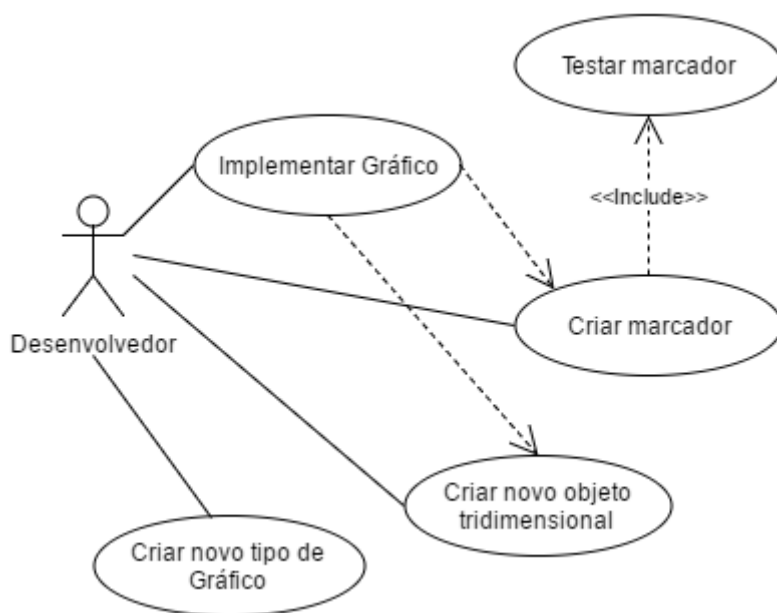 Testar marcador
Implementar Gráfico
<<Include>>
Criar marcador
Desenvolvedor
Criar novo objeto
tridimensional
Criar novo tipo de
Gráfico